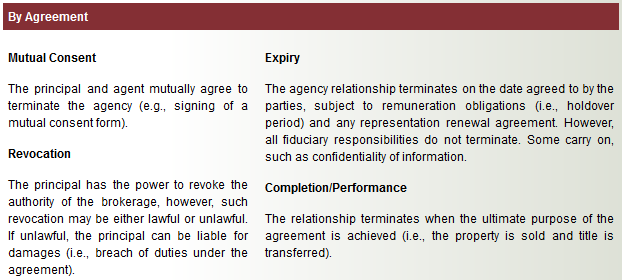 By Agreement
Mutual Consent
The principal and agent mutually agree to
terminate the agency (e.g., signing of a
mutual consent form).
Revocation
The principal has the power to revoke the
authority of the brokerage, however, such
revocation may be either lawful or unlawful.
If unlawful, the principal can be liable for
damages (i.e., breach of duties under the
agreement).
Expiry
The agency relationship terminates on the date agreed to by the
parties, subject to remuneration obligations (i.e., holdover
period) and any representation renewal agreement. However,
all fiduciary responsibilities do not terminate. Some carry on,
such as confidentiality of information.
Completion/Performance
The relationship terminates when the ultimate purpose of the
agreement is achieved (i.e., the property is sold and title is
transferred).